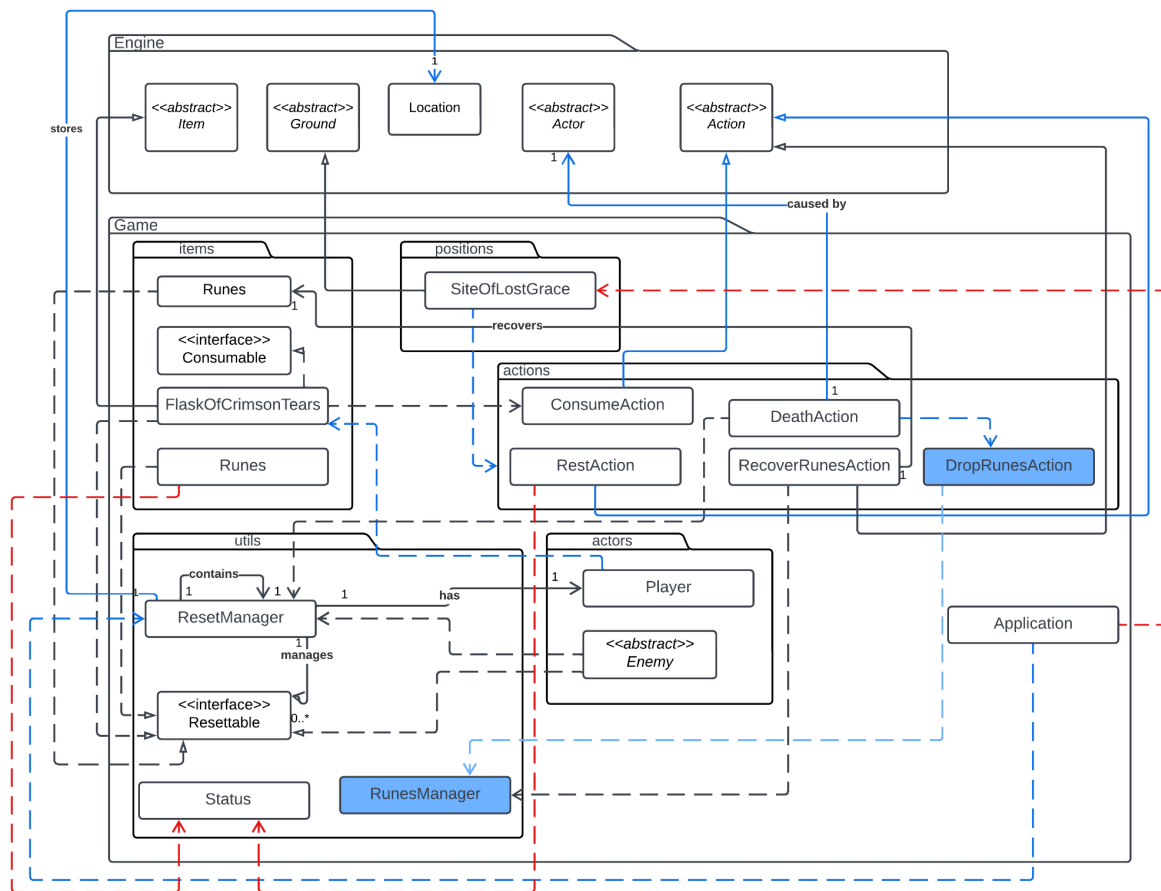 Engine
1
<<abstract>>
Item
<<abstract>>
Ground
Location
<<abstract>>
Actor
<<abstract>>
Action
stores
1
caused by
Game
items
positions
Runes
1
SiteOfLostGrace
recovers
<<interface>>
Consumable
actions
FlaskOfCrimsonTears
ConsumeAction
1
DeathAction
Runes
RestAction
RecoverRunesAction
1
DropRunesAction
utils
actors
contains
1
1
1
1
has
1
Player
ResetManager
Application
1
manages
<<abstract>>
Enemy
<<interface>>
Resettable
0..*
Status
RunesManager